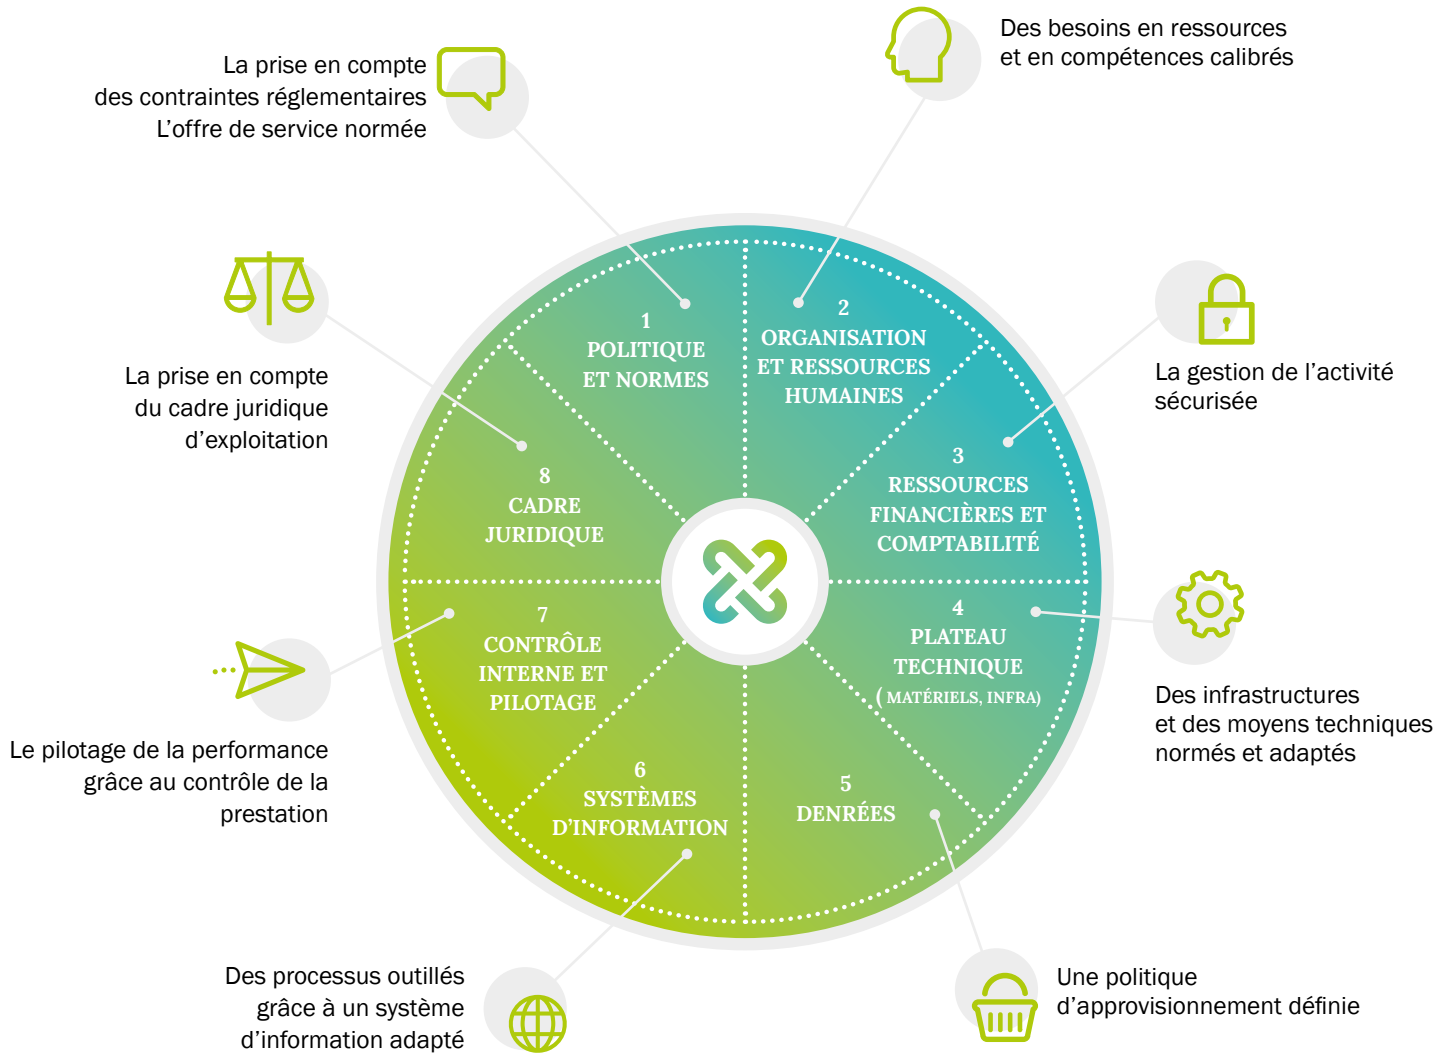 La prise en compte
des contraintes réglementaires
L’offre de service normée
Des besoins en ressources
et en compétences calibrés
La gestion de l’activité
sécurisée
Des infrastructures
et des moyens techniques
normés et adaptés
Une politique
d’approvisionnement définie
Des processus outillés
grâce à un système
d’information adapté
Le pilotage de la performance
grâce au contrôle de la
prestation
La prise en compte
du cadre juridique
d’exploitation
1
POLITIQUE
ET NORMES
2
ORGANISATION
ET RESSOURCES
HUMAINES
3
RESSOURCES
FINANCIÈRES ET
COMPTABILITÉ
4
PLATEAU
TECHNIQUE
( MATÉRIELS, INFRA)
5
DENRÉES
6
SYSTÈMES
D’INFORMATION
7
CONTRÔLE
INTERNE ET
PILOTAGE
8
CADRE
JURIDIQUE